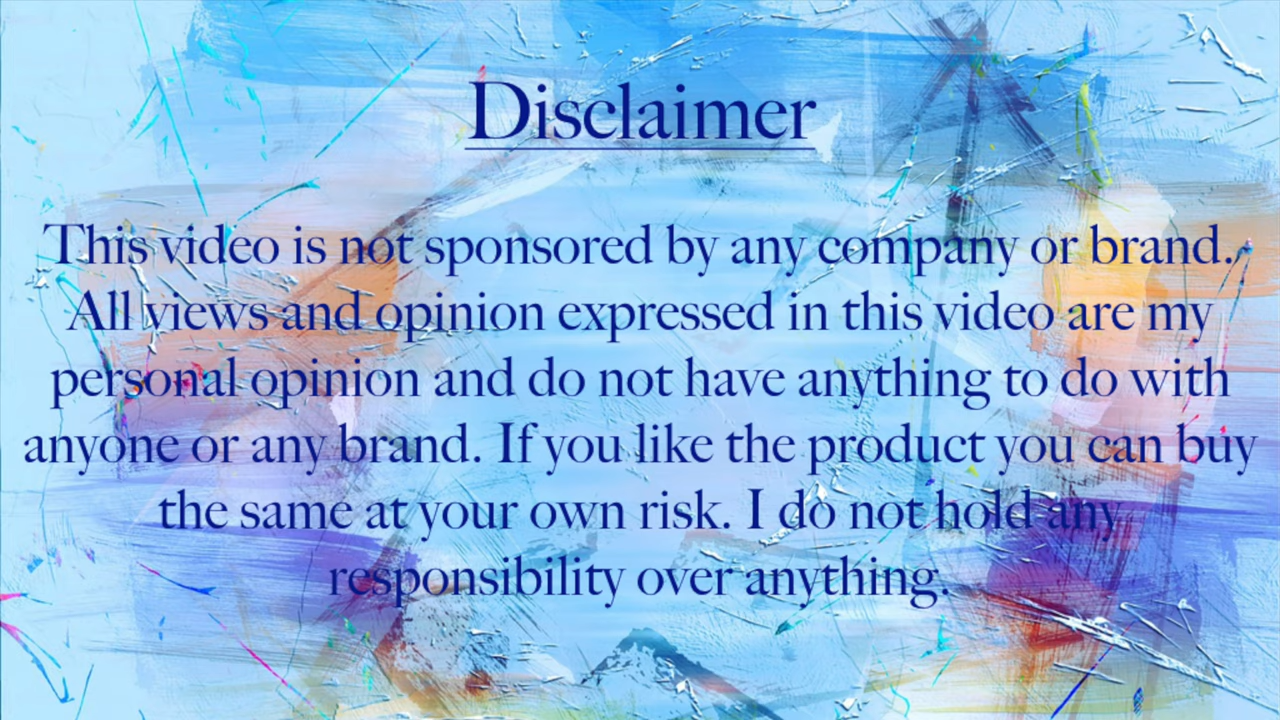 Disclaimer
This video is not sponsored by any company or brand.
All views and opinion expressed in this video are my
personal opinion and do not have anything to do with
anyone or any brand. If you like the product you can buy
the same at your own risk. I do not hold any
responsibility over anything.